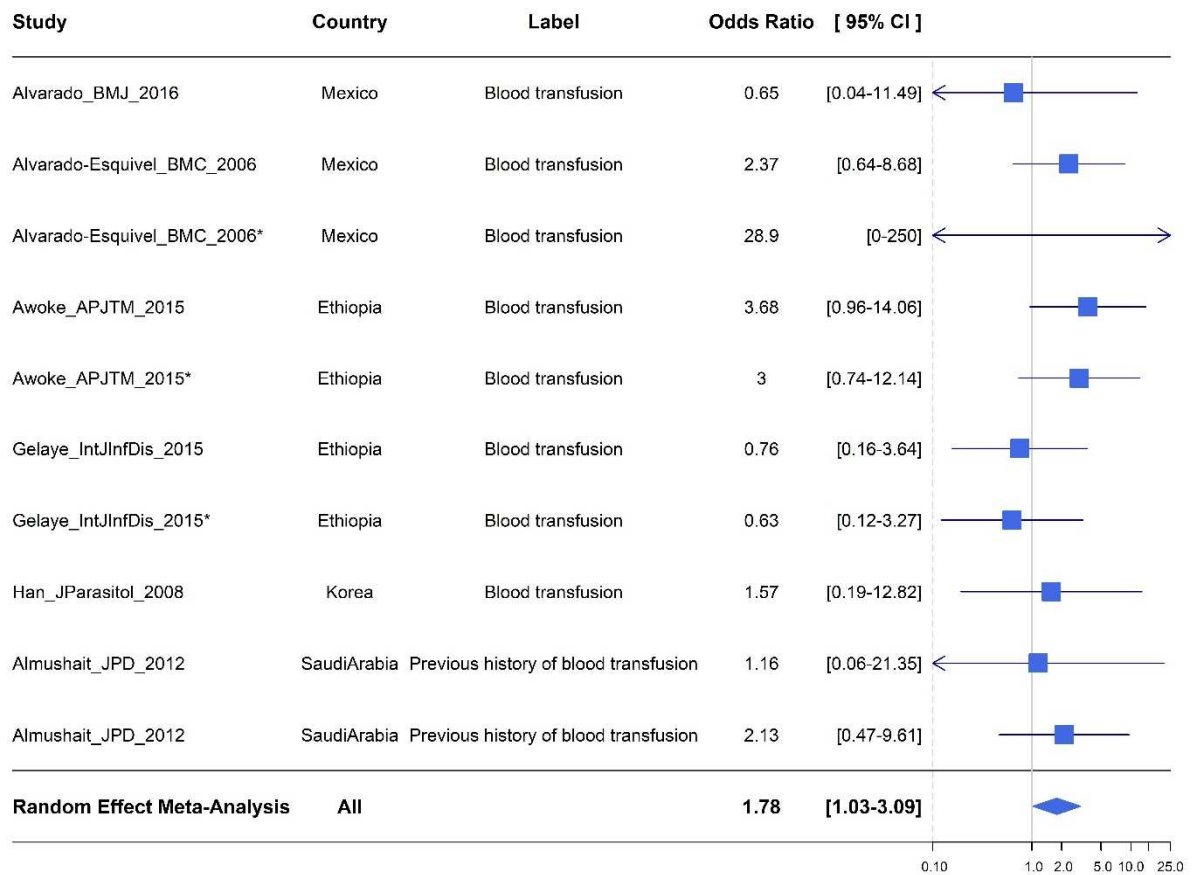 Study Country Label Odds Ratio [ 95% CI ]
Alvarado_BMJ_2016 Mexico Blood transfusion 0.65 [0.04-11.49]
Alvarado-Esquivel_BMC_2006 Mexico Blood transfusion 2.37 [0.64-8.68]
Alvarado-Esquivel_BMC_2006* Mexico Blood transfusion 28.9 [0-250]
Awoke_APJTM_2015 Ethiopia Blood transfusion 3.68 [0.96-14.06]
Awoke_APJTM_2015* Ethiopia Blood transfusion 3 [0.74-12.14]
Gelaye_IntJInfDis_2015 Ethiopia Blood transfusion 0.76 [0.16-3.64]
Gelaye_IntJInfDis_2015* Ethiopia Blood transfusion 0.63 [0.12-3.27]
Han_JParasitol_2008 Korea Blood transfusion 1.57 [0.19-12.82]
Almushait_JPD_2012 SaudiArabia Previous history of blood transfusion 1.16 [0.06-21.35]
Almushait_JPD_2012 SaudiArabia Previous history of blood transfusion 2.13 [0.47-9.61]
Random Effect Meta-Analysis All 1.78 [1.03-3.09]
0.10 1.0 2.0 5.0 10.0 25.0